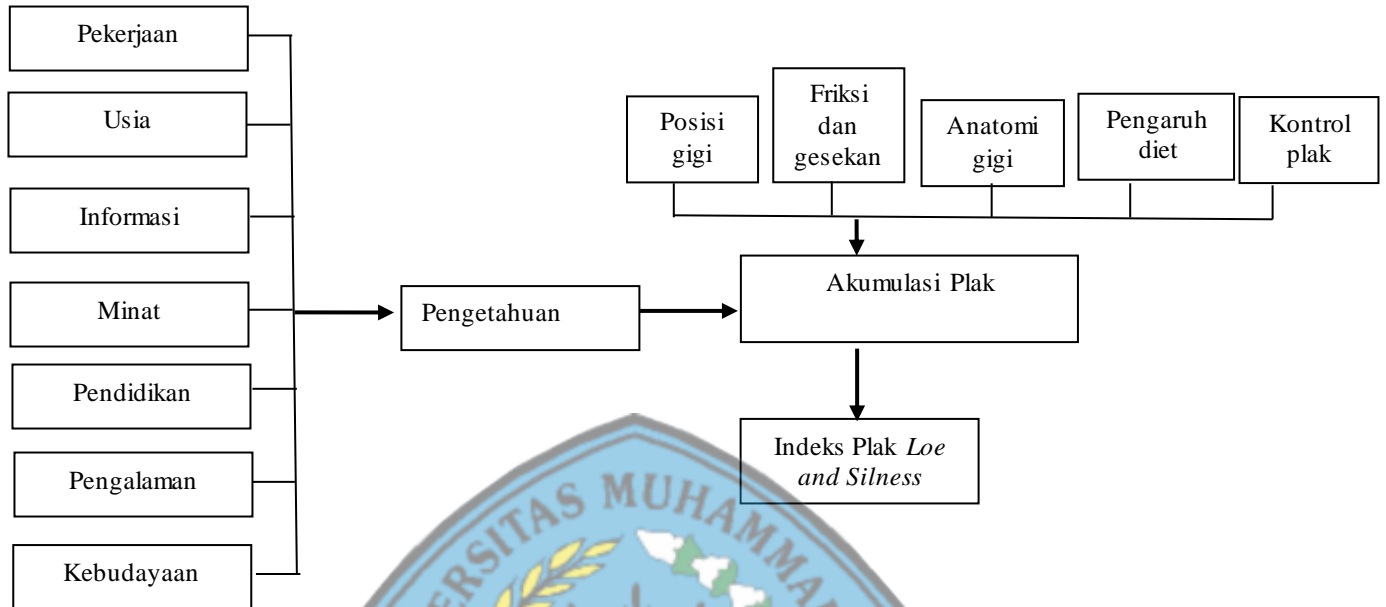 Pekerjaan
Usia
Informasi
Minat
Pendidikan
Pengalaman
Kebudayaan
Pengetahuan
Posisi
gigi
Friksi
dan
gesekan
Anatomi
gigi
Pengaruh
diet
Kontrol
plak
Akumulasi Plak
Indeks Plak Loe
and Silness